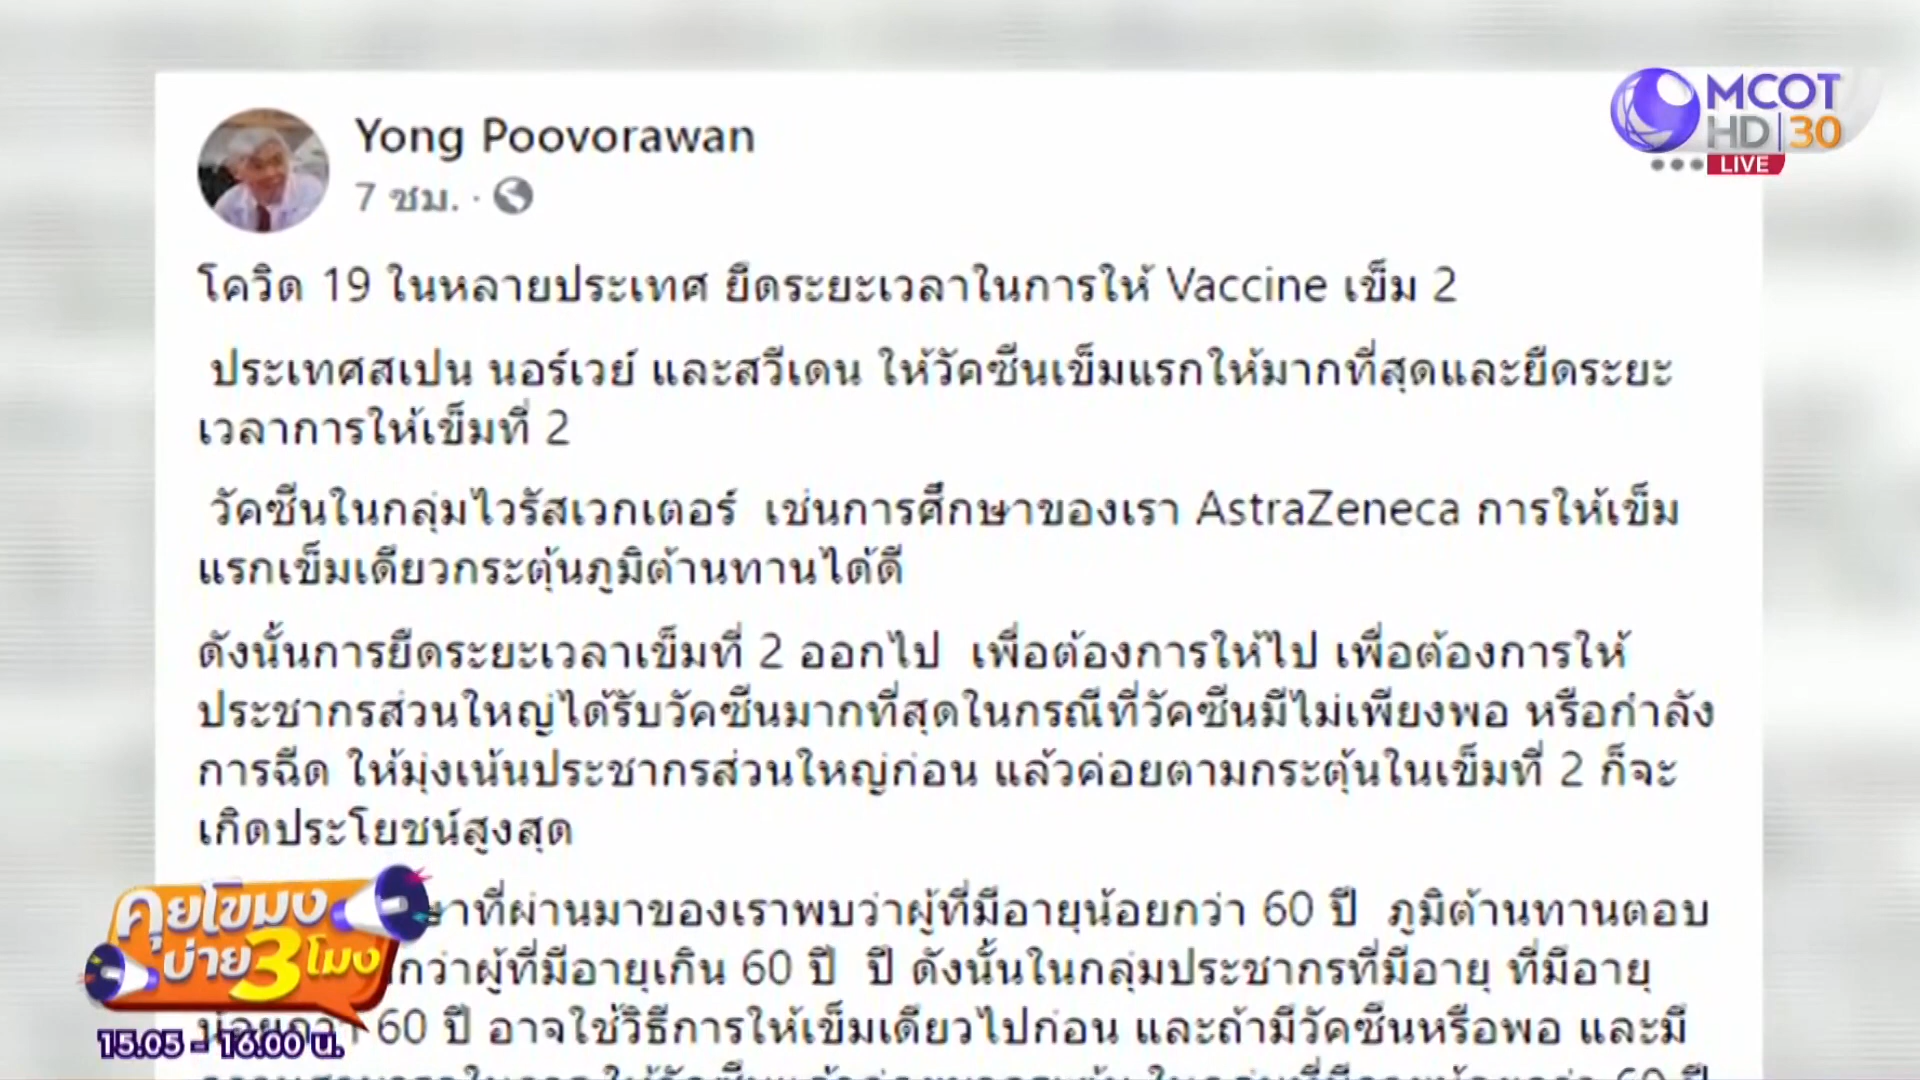 MCOT
HD 30
LIVE
Yong Poovorawan
7 ชม.
โควิด 19 ในหลายประเทศ ยืดระยะเวลาในการให้ Vaccine เข็ม 2
ประเทศสเปน นอร์เวย์ และสวีเดน ให้วัคซีนเข็มแรกให้มากที่สุดและยืดระยะ
เวลาการให้เข็มที่ 2
วัคซีนในกลุ่มไวรัสเวกเตอร์ เช่นการศึกษาของเรา AstraZeneca การให้เข็ม
แรกเข็มเดียวกระตุ้นภูมิต้านทานได้ดี
ดังนั้นการยืดระยะเวลาเข็มที่ 2 ออกไป เพื่อต้องการให้ไป เพื่อต้องการให้
ประชากรส่วนใหญ่ได้รับวัคซีนมากที่สุดในกรณีที่วัคซีนมีไม่เพียงพอ หรือกำลัง
การฉีด ให้มุ่งเน้นประชากรส่วนใหญ่ก่อน แล้วค่อยตามกระตุ้นในเข็มที่ 2 ก็จะ
เกิดประโยชน์สูงสุด
ที่ผ่านมาของเราพบว่าผู้ที่มีอายุน้อยกว่า 60 ปี ภูมิต้านทานตอบ
กว่าผู้ที่มีอายุเกิน 60 ปี ปี ดังนั้นในกลุ่มประชากรที่มีอายุ ที่มีอายุ
น้อยกว่า 60 ปี อาจใช้วิธีการให้เข็มเดียวไปก่อน และถ้ามีวัคซีนหรือพอ และมี
คุยโขมง
บ่าย 3 โมง
15.05 - 16.00 น.